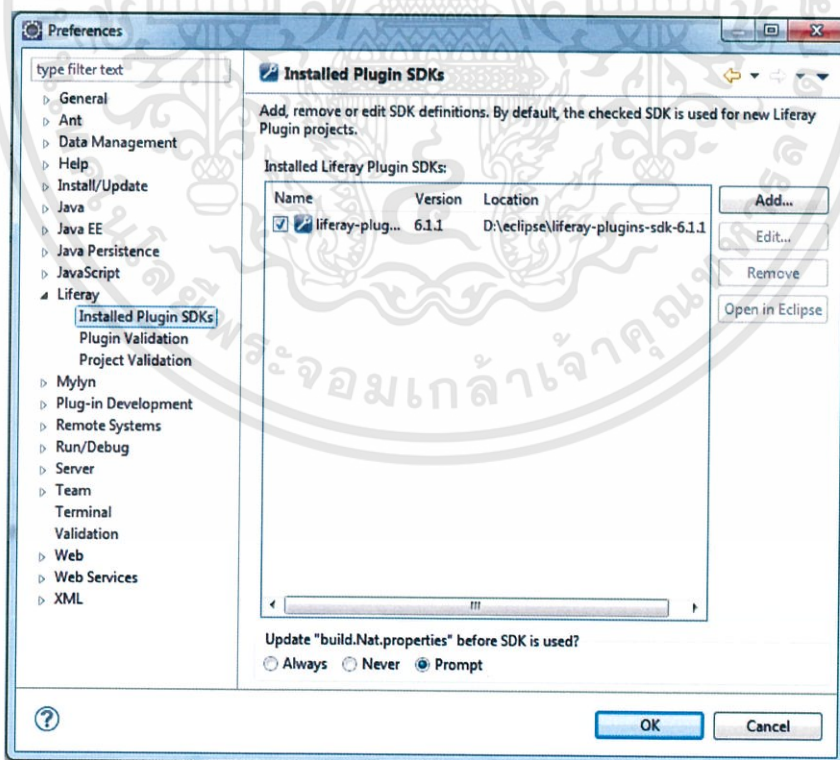 Preferences
type filter text
General
Ant
Data Management
Help
Install/Update
Java
Java EE
Java Persistence
JavaScript
Liferay
Installed Plugin SDKs
Plugin Validation
Project Validation
Mylyn
Plug-in Development
Remote Systems
Run/Debug
Server
Team
Terminal
Validation
Web
Web Services
XML
Installed Plugin SDKs
Add, remove or edit SDK definitions. By default, the checked SDK is used for new Liferay
Plugin projects.
Installed Liferay Plugin SDKs:
Name Version Location
liferay-plug... 6.1.1 D:\eclipse\liferay-plugins-sdk-6.1.1
Add...
Edit...
Remove
Open in Eclipse
Update "build.Nat.properties" before SDK is used?
Always Never Prompt
OK Cancel